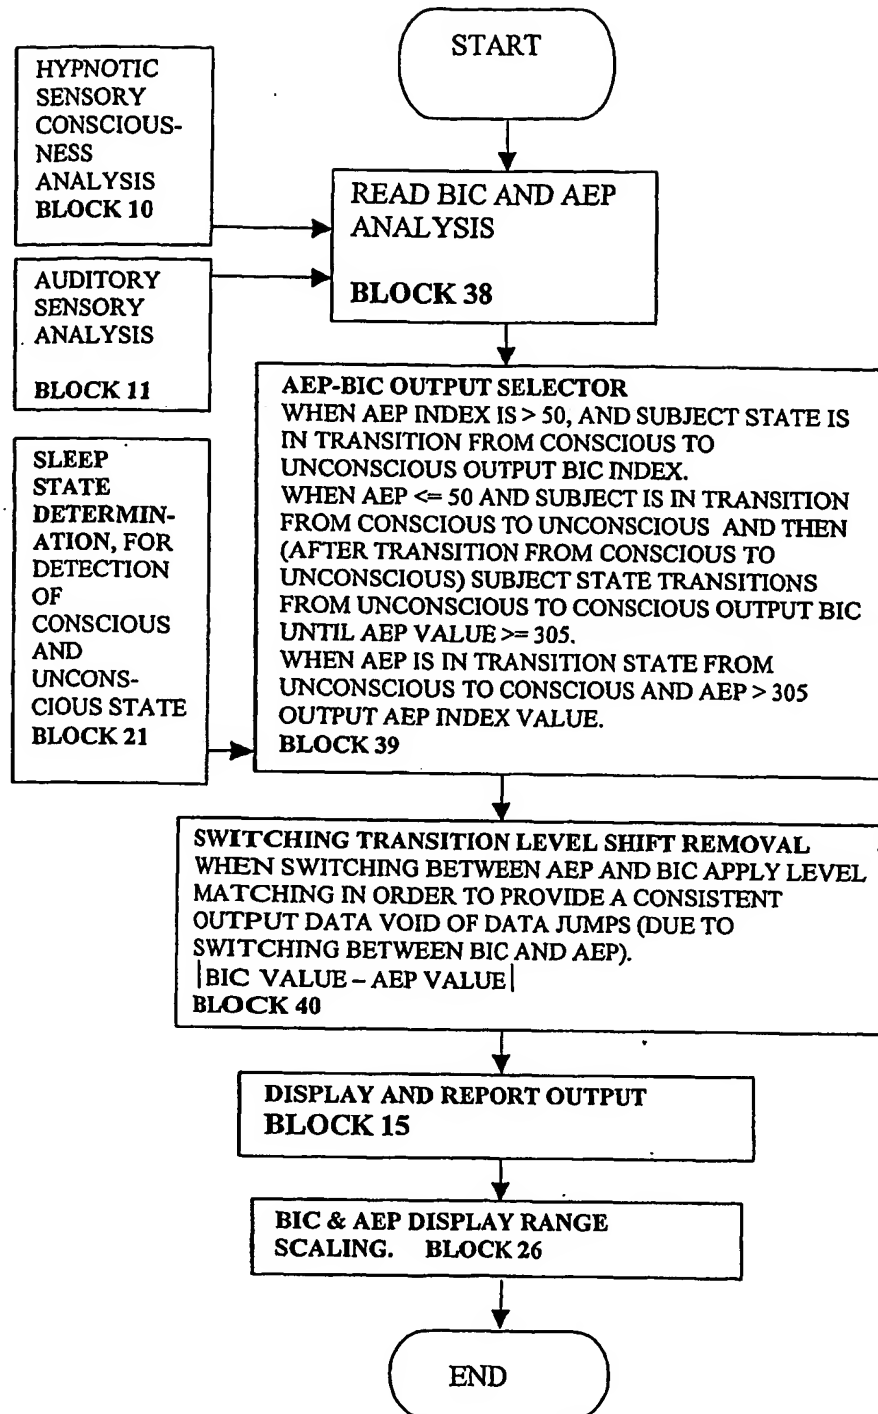 START
HYPNOTIC
SENSORY
CONSCIOUS-
NESS
ANALYSIS
BLOCK 10
READ BIC AND AEP
ANALYSIS
BLOCK 38
AUDITORY
SENSORY
ANALYSIS
BLOCK 11
AEP-BIC OUTPUT SELECTOR
WHEN AEP INDEX IS > 50, AND SUBJECT STATE IS
IN TRANSITION FROM CONSCIOUS TO
UNCONSCIOUS OUTPUT BIC INDEX.
WHEN AEP <= 50 AND SUBJECT IS IN TRANSITION
FROM CONSCIOUS TO UNCONSCIOUS AND THEN
(AFTER TRANSITION FROM CONSCIOUS TO
UNCONSCIOUS) SUBJECT STATE TRANSITIONS
FROM UNCONSCIOUS TO CONSCIOUS OUTPUT BIC
UNTIL AEP VALUE >= 305.
WHEN AEP IS IN TRANSITION STATE FROM
UNCONSCIOUS TO CONSCIOUS AND AEP > 305
OUTPUT AEP INDEX VALUE.
BLOCK 39
SLEEP
STATE
DETERMIN-
ATION, FOR
DETECTION
OF
CONSCIOUS
AND
UNCONS-
CIOUS STATE
BLOCK 21
SWITCHING TRANSITION LEVEL SHIFT REMOVAL
WHEN SWITCHING BETWEEN AEP AND BIC APPLY LEVEL
MATCHING IN ORDER TO PROVIDE A CONSISTENT
OUTPUT DATA VOID OF DATA JUMPS (DUE TO
SWITCHING BETWEEN BIC AND AEP).
|BIC VALUE – AEP VALUE|
BLOCK 40
DISPLAY AND REPORT OUTPUT
BLOCK 15
BIC & AEP DISPLAY RANGE
SCALING. BLOCK 26
END